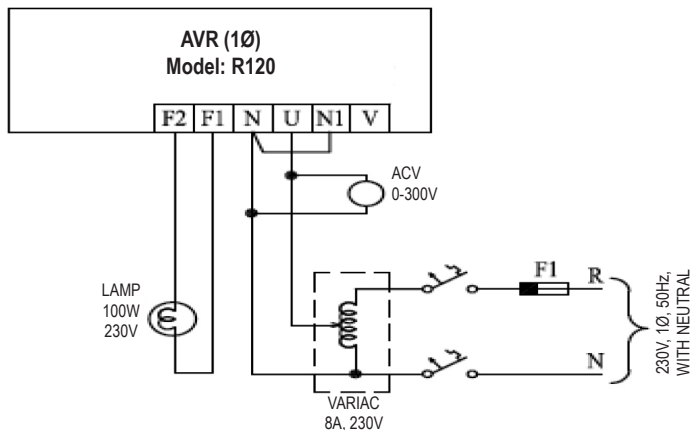 AVR (1Ø)
Model: R120
F2 F1 N U N1 V
ACV
0-300V
LAMP
100W
230V
F1
R
N
230V, 1Ø, 50Hz,
WITH NEUTRAL
VARIAC
8A, 230V